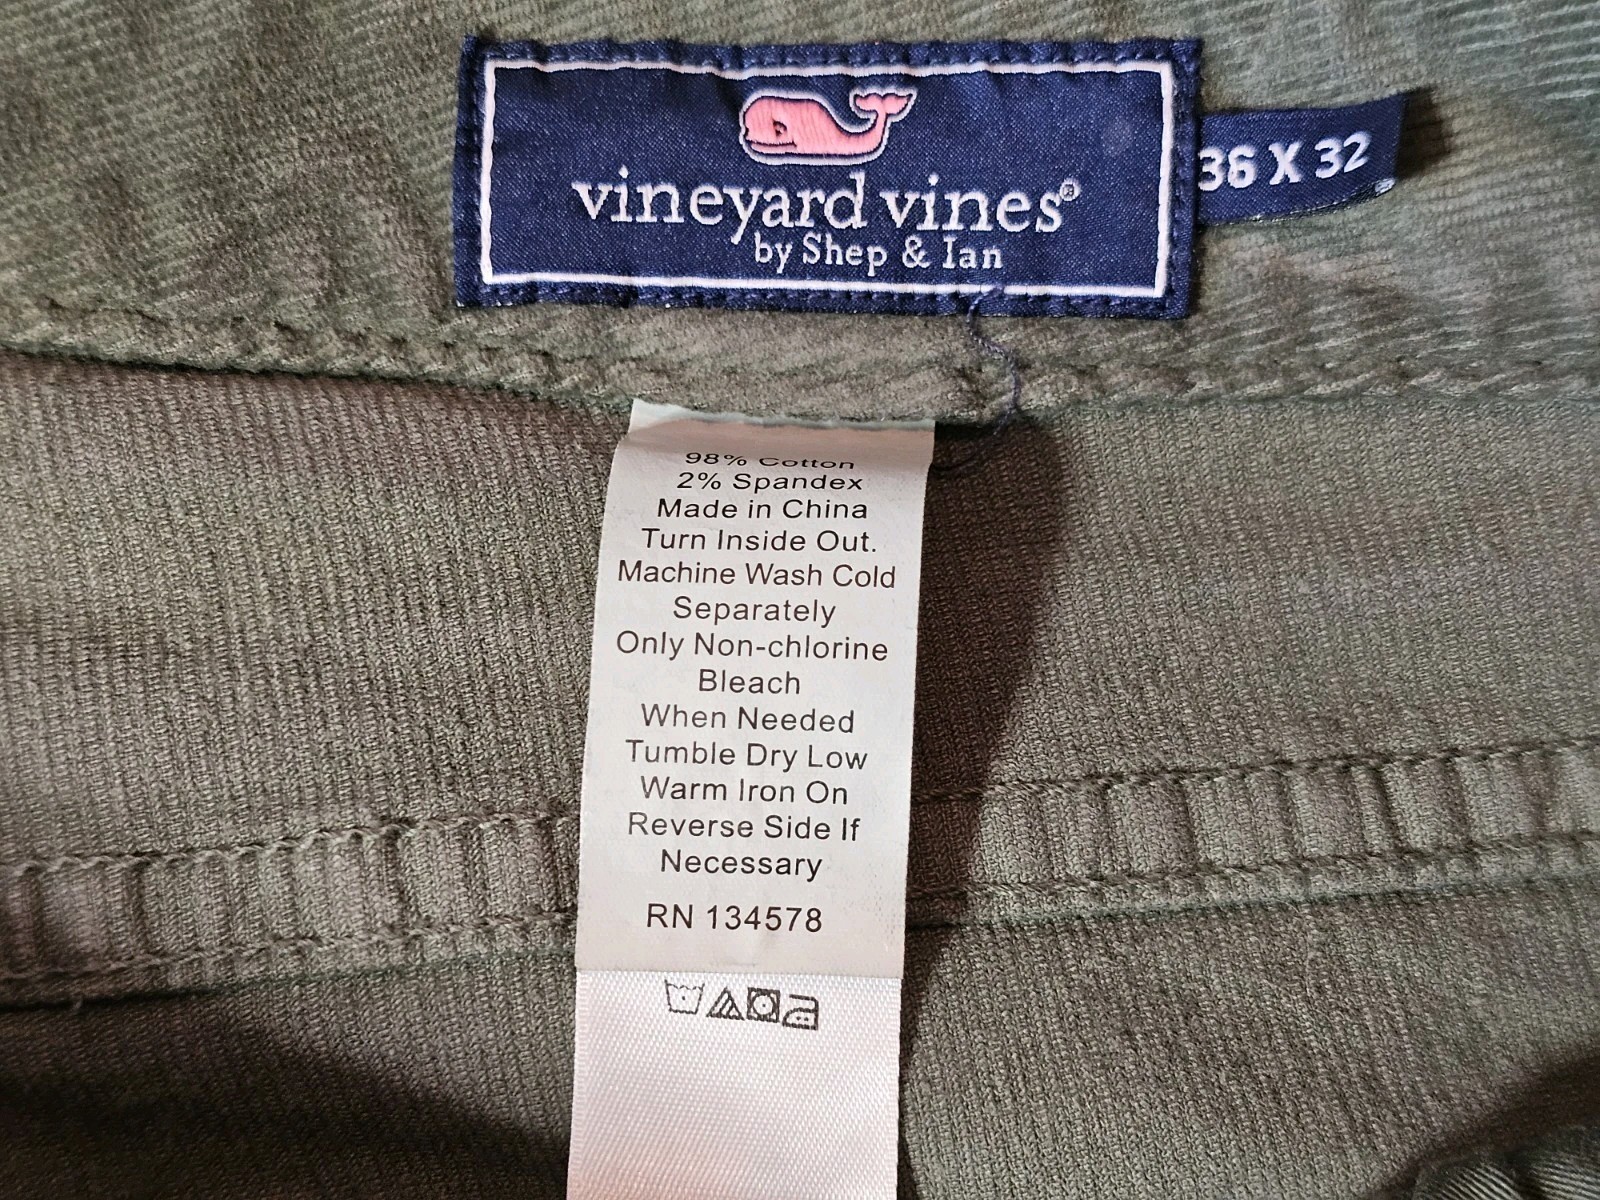 vineyard vines®
by Shep & Ian
36 X 32
98% Cotton
2% Spandex
Made in China
Turn Inside Out.
Machine Wash Cold
Separately
Only Non-chlorine
Bleach
When Needed
Tumble Dry Low
Warm Iron On
Reverse Side If
Necessary
RN 134578